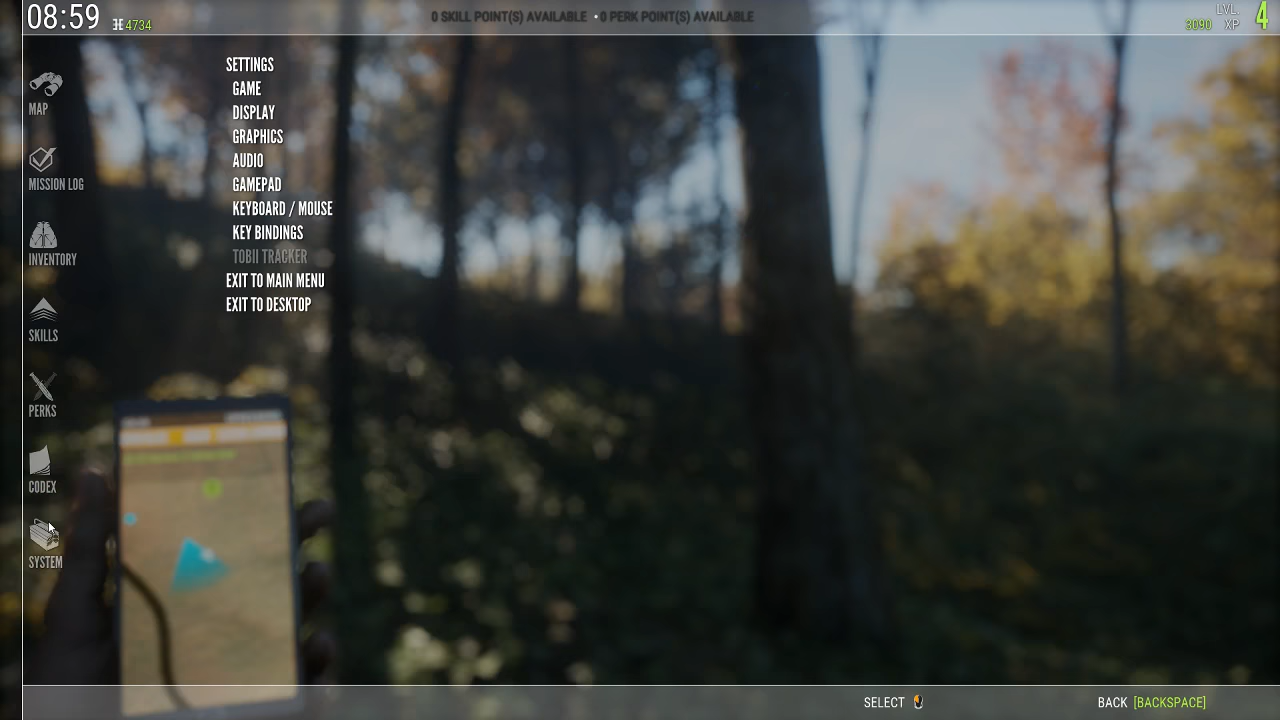 08:59 4734
0 SKILL POINT(S) AVAILABLE • 0 PERK POINT(S) AVAILABLE
LVL. 4
3090 XP
MAP
MISSION LOG
INVENTORY
SKILLS
PERKS
CODEX
SYSTEM
SETTINGS
GAME
DISPLAY
GRAPHICS
AUDIO
GAMEPAD
KEYBOARD / MOUSE
KEY BINDINGS
TOBII TRACKER
EXIT TO MAIN MENU
EXIT TO DESKTOP
SELECT
BACK [BACKSPACE]